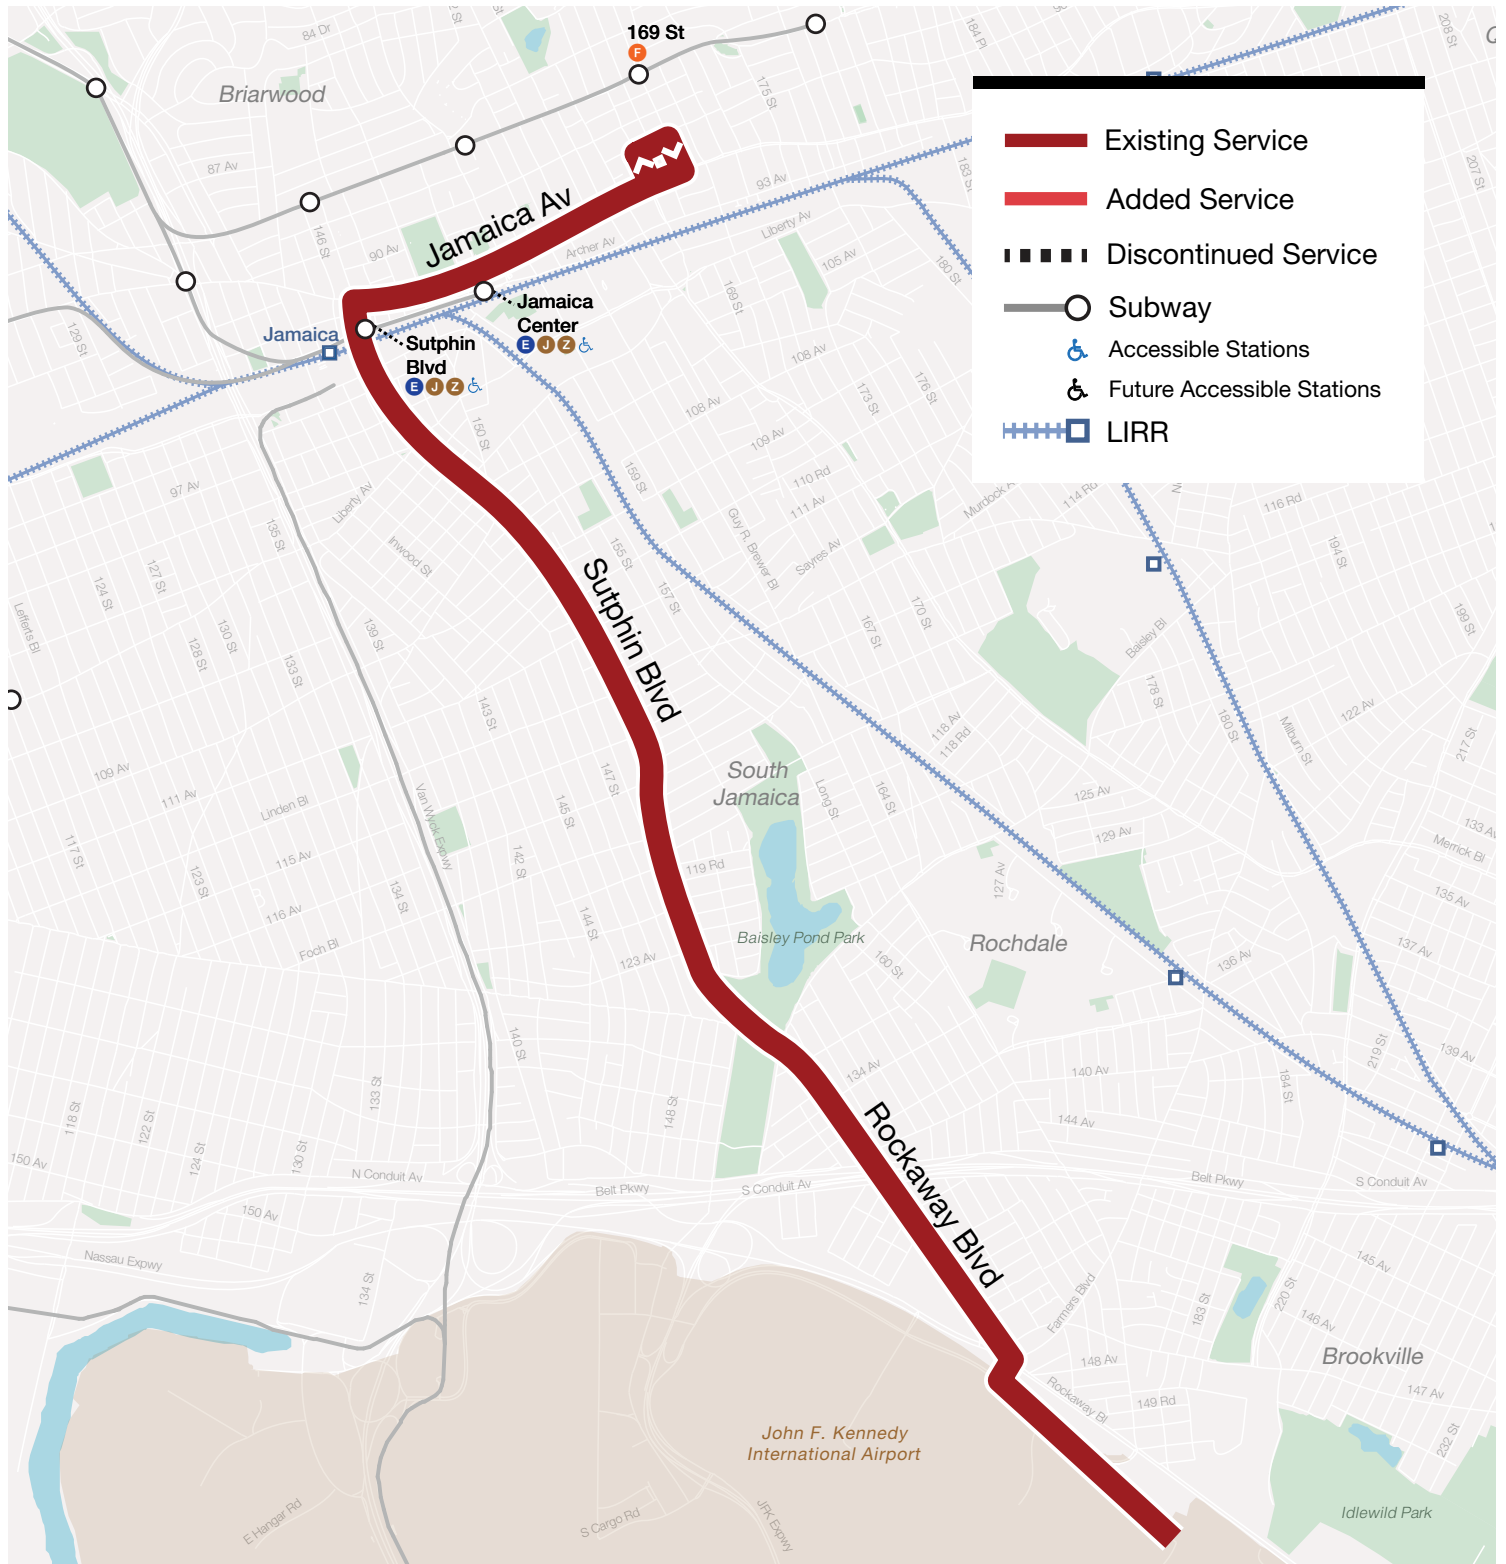 84 Dr
169 St
F
184 Pl
208 St
Briarwood
175 St
87 Av
93 Av
183 St
207 St
Existing Service
Added Service
Discontinued Service
Subway
Accessible Stations
Future Accessible Stations
LIRR
Jamaica Av
146 St
90 Av
Archer Av
Liberty Av
105 Av
180 St
169 St
129 St
Jamaica
Jamaica
Center
E J Z
Sutphin
Blvd
E J Z
108 Av
176 St
173 St
108 Av
150 St
109 Av
159 St
110 Rd
111 Av
97 Av
Liberty Av
135 St
Inwood St
Guy R. Brewer Bl
Sayres Av
Murdock
114 Rd
116 Rd
194 St
155 St
157 St
127 St
124 St
Lefferts Bl
130 St
128 St
133 St
139 St
Sutphin Blvd
167 St
170 St
Baisley Bl
199 St
178 St
180 St
122 Av
Milburn St
217 St
143 St
118 Av
118 Rd
South
Jamaica
109 Av
111 Av
Linden Bl
Van Wyck Expwy
147 St
145 St
Long St
164 St
125 Av
129 Av
133 Av
Merrick Bl
117 St
123 St
115 Av
142 St
119 Rd
127 Av
135 Av
134 St
116 Av
144 St
Foch Bl
123 Av
Baisley Pond Park
160 St
Rochdale
136 Av
137 Av
140 St
134 Av
140 Av
219 St
139 Av
184 St
133 St
118 St
122 St
148 St
144 Av
150 Av
124 St
130 St
N Conduit Av
Belt Pkwy
S Conduit Av
Rockaway Blvd
Belt Pkwy
S Conduit Av
150 Av
Nassau Expwy
134 St
145 Av
Farmers Blvd
183 St
220 St
146 Av
148 Av
Brookville
147 Av
Rockaway Bl
149 Rd
232 St
John F. Kennedy
International Airport
E Hangar Rd
S Cargo Rd
JFK Expwy
Idlewild Park